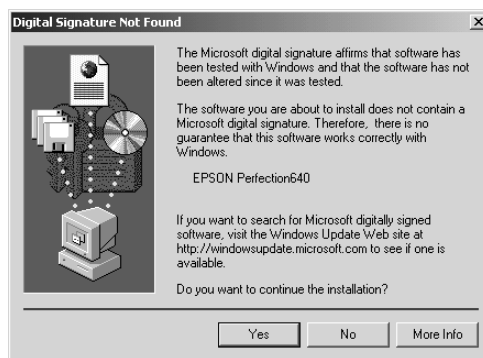 Digital Signature Not Found
The Microsoft digital signature affirms that software has
been tested with Windows and that the software has not
been altered since it was tested.
The software you are about to install does not contain a
Microsoft digital signature. Therefore, there is no
guarantee that this software works correctly with
Windows.
EPSON Perfection640
If you want to search for Microsoft digitally signed
software, visit the Windows Update Web site at
http://windowsupdate.microsoft.com to see if one is
available.
Do you want to continue the installation?
Yes No More Info